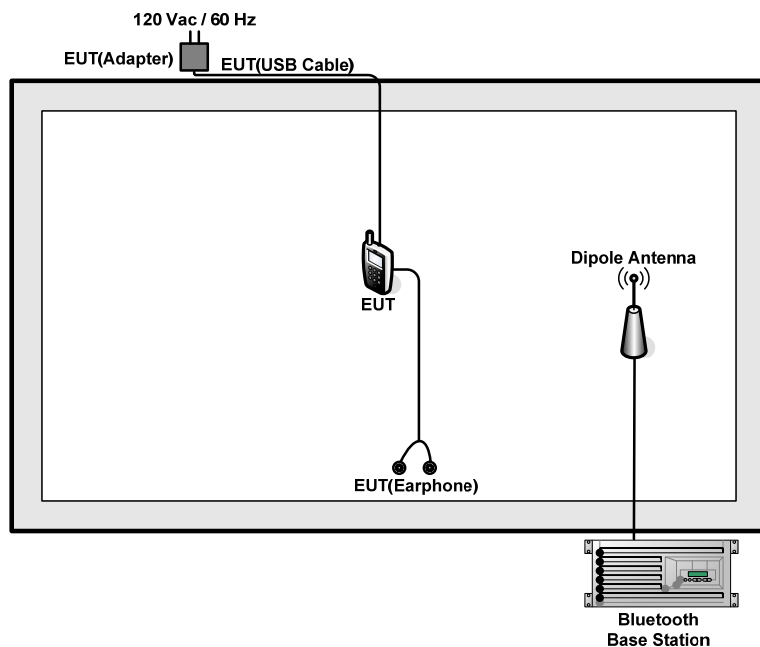 120 Vac / 60 Hz
EUT(Adapter)
EUT(USB Cable)
Dipole Antenna
EUT
EUT(Earphone)
Bluetooth
Base Station